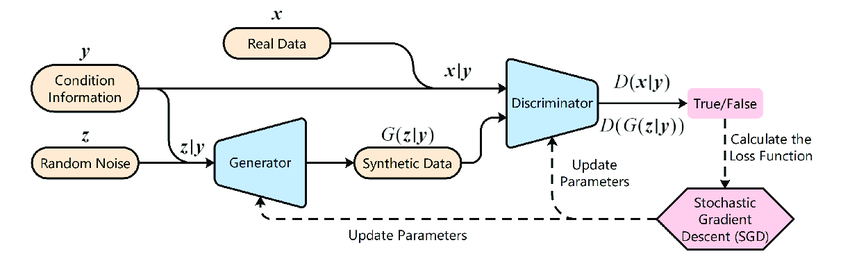 x
Real Data
y
Condition
Information
x|y
Discriminator
D(x|y)
True/False
D(G(z|y))
z
Random Noise
z|y
Generator
G(z|y)
Synthetic Data
Calculate the
Loss Function
Update
Parameters
Stochastic
Gradient
Descent (SGD)
Update Parameters